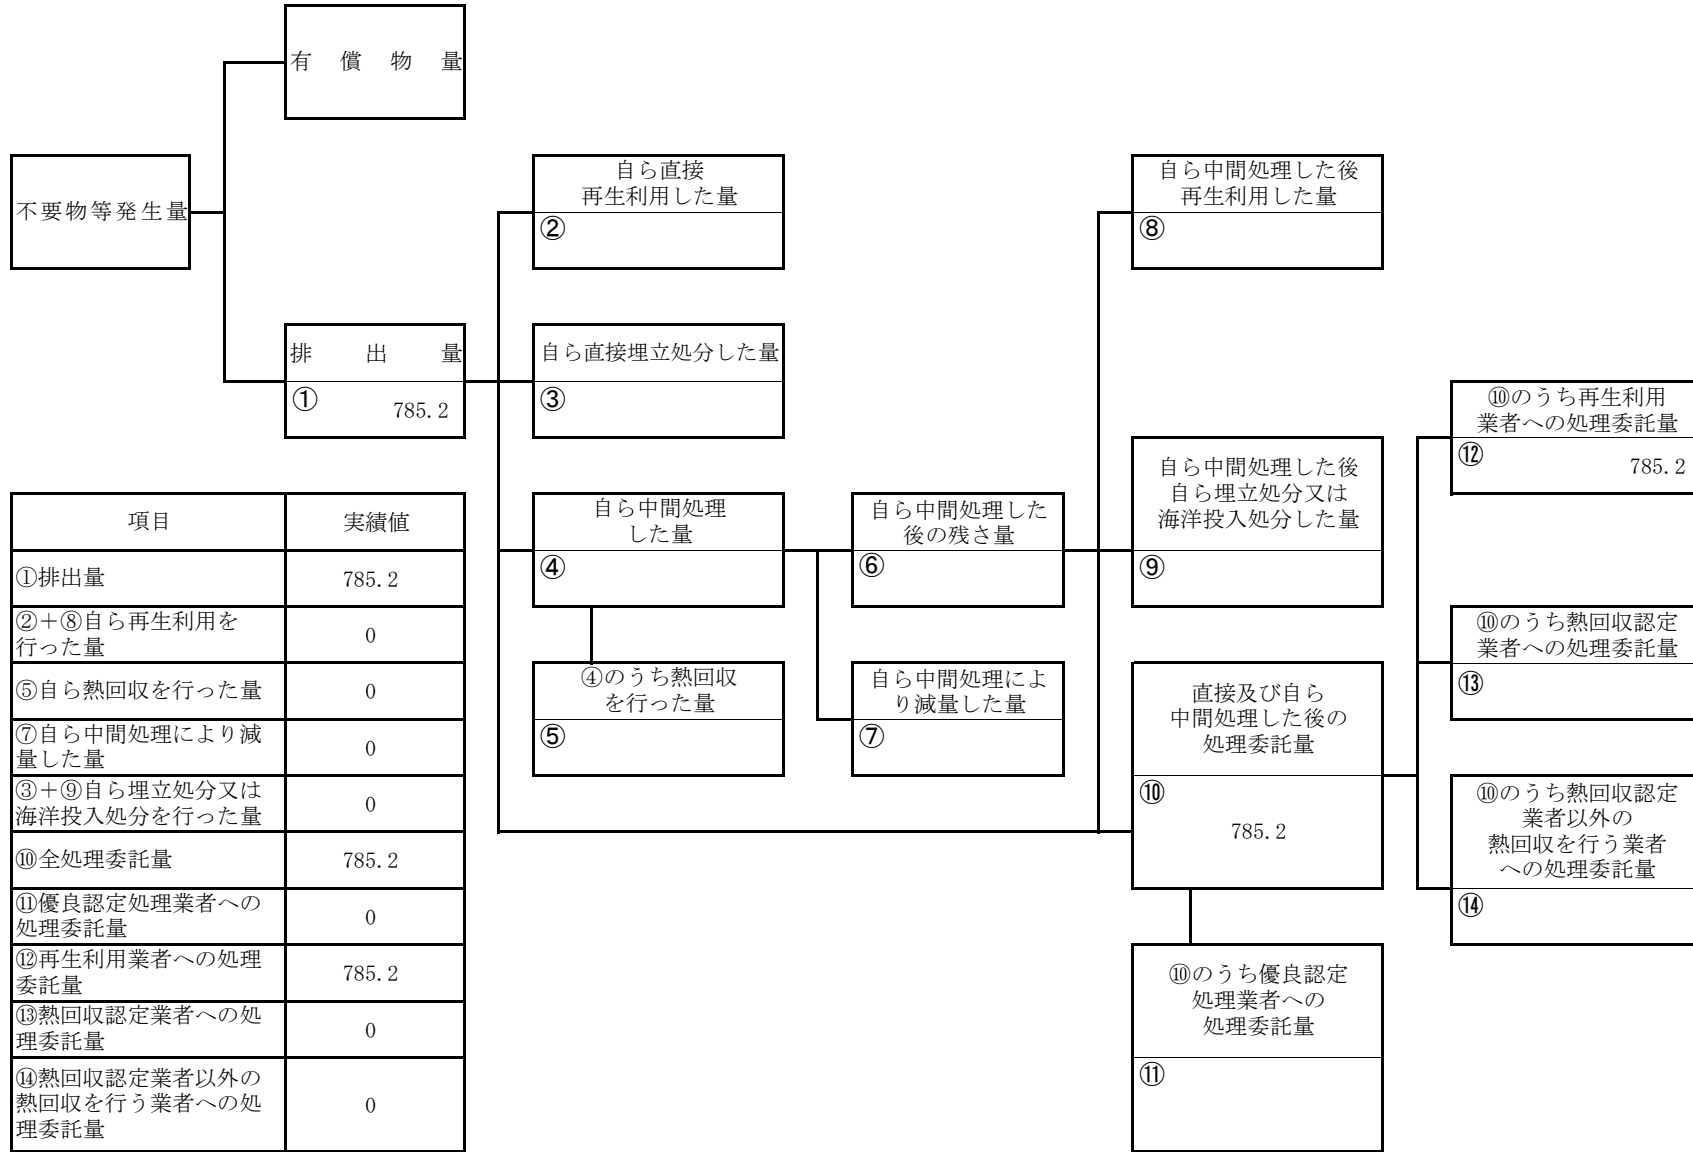 有償物量
不要物等発生量
排出量
①
785.2
自ら直接
再生利用した量
②
自ら直接埋立処分した量
③
自ら中間処理
した量
④
④のうち熱回収
を行った量
⑤
自ら中間処理した
後の残さ量
⑥
自ら中間処理によ
り減量した量
⑦
自ら中間処理した後
再生利用した量
⑧
自ら中間処理した後
自ら埋立処分又は
海洋投入処分した量
⑨
直接及び自ら
中間処理した後の
処理委託量
⑩
785.2
⑩のうち優良認定
処理業者への
処理委託量
⑪
⑩のうち再生利用
業者への処理委託量
⑫ 785.2
⑩のうち熱回収認定
業者への処理委託量
⑬
⑩のうち熱回収認定
業者以外の
熱回収を行う業者
への処理委託量
⑭
項目 実績値
①排出量 785.2
②+⑧自ら再生利用を
行った量 0
⑤自ら熱回収を行った量 0
⑦自ら中間処理により減
量した量 0
③+⑨自ら埋立処分又は
海洋投入処分を行った量 0
⑩全処理委託量 785.2
⑪優良認定処理業者への
処理委託量 0
⑫再生利用業者への処理
委託量 785.2
⑬熱回収認定業者への処
理委託量 0
⑭熱回収認定業者以外の
熱回収を行う業者への処
理委託量 0